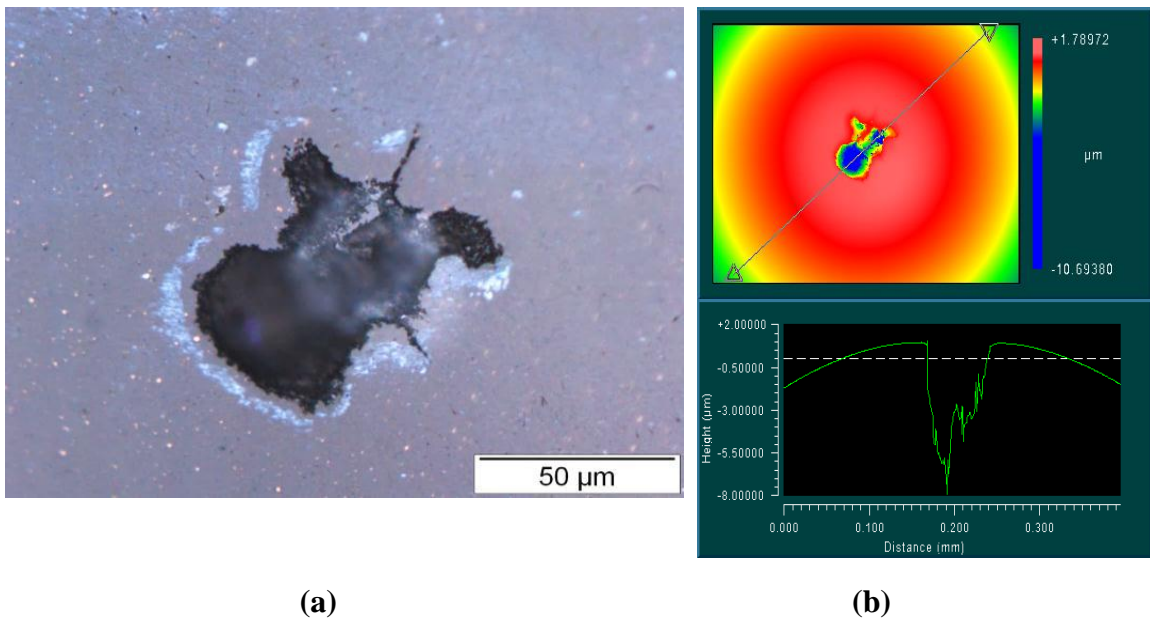 50 µm
+1.78972
µm
-10.69380
+2.00000
-0.50000
-3.00000
-5.50000
-8.00000
Height (µm)
0.000 0.100 0.200 0.300
Distance (mm)
(a) (b)